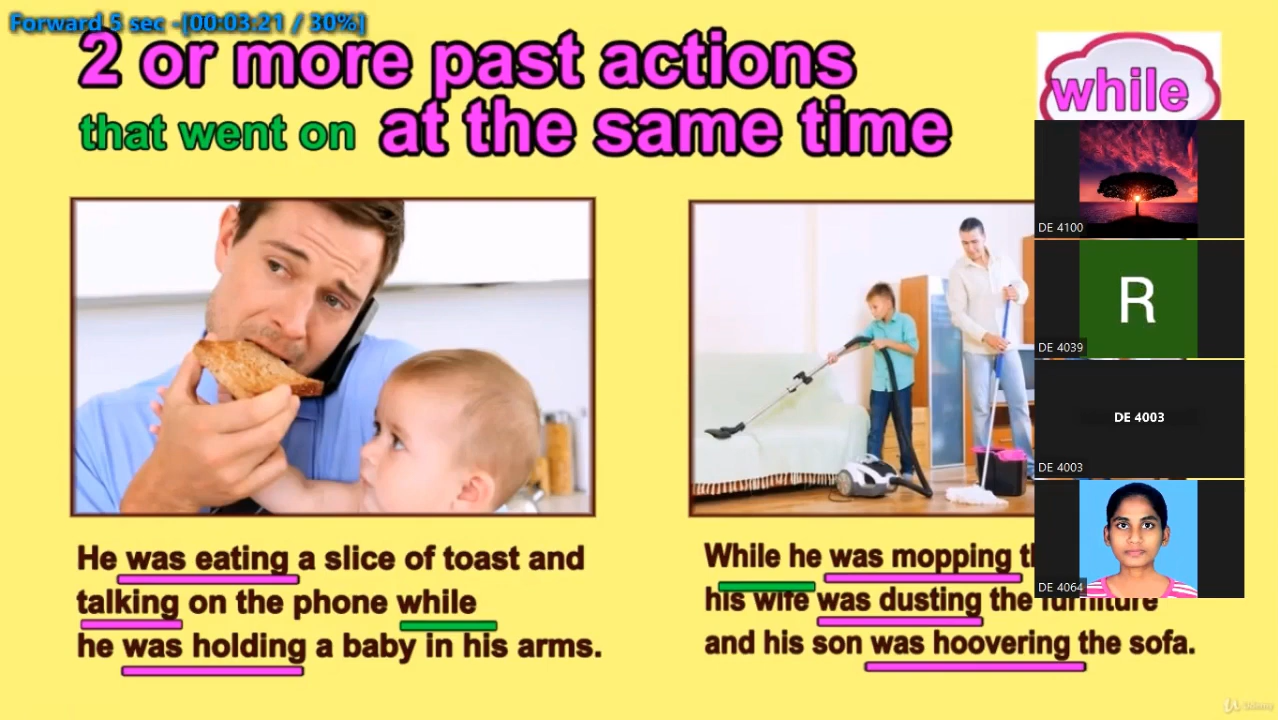 Forward 5 sec -[00:03:21 / 30%]
2 or more past actions
that went on at the same time
while
DE 4100
R
DE 4039
DE 4003
DE 4003
DE 4064
He was eating a slice of toast and
talking on the phone while
he was holding a baby in his arms.
While he was mopping
his wife was dusting the furniture
and his son was hoovering the sofa.
Udemy